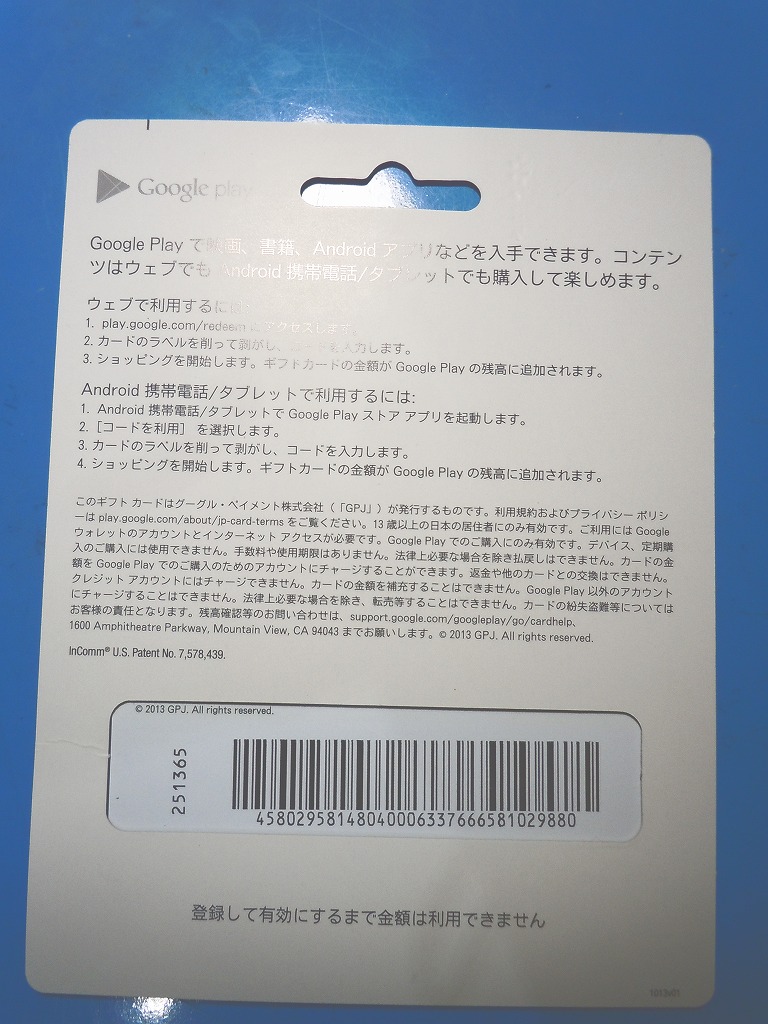 Google play
Google Play で映画、書籍、Android アプリなどを入手できます。コンテン
ツはウェブでも Android 携帯電話/タブレットでも購入して楽しめます。
ウェブで利用するには:
1. play.google.com/redeem にアクセスします。
2. カードのラベルを削って剥がし、コードを入力します。
3. ショッピングを開始します。ギフトカードの金額が Google Play の残高に追加されます。
Android 携帯電話/タブレットで利用するには:
1. Android 携帯電話/タブレットで Google Play ストア アプリを起動します。
2. ［コードを利用］ を選択します。
3. カードのラベルを削って剥がし、コードを入力します。
4. ショッピングを開始します。ギフトカードの金額が Google Play の残高に追加されます。
このギフト カードはグーグル・ペイメント株式会社（「GPJ」）が発行するものです。利用規約およびプライバシー ポリシ
ーは play.google.com/about/jp-card-terms をご覧ください。13 歳以上の日本の居住者にのみ有効です。ご利用には Google
ウォレットのアカウントとインターネット アクセスが必要です。Google Play でのご購入にのみ有効です。デバイス、定期購
入のご購入には使用できません。手数料や使用期限はありません。法律上必要な場合を除き払戻しはできません。カードの金
額を Google Play でのご購入のためのアカウントにチャージすることができます。返金や他のカードとの交換はできません。
クレジット アカウントにはチャージできません。カードの金額を補充することはできません。Google Play 以外のアカウント
にチャージすることはできません。法律上必要な場合を除き、転売等することはできません。カードの紛失盗難等については
お客様の責任となります。残高確認等のお問い合わせは、support.google.com/googleplay/go/cardhelp、
1600 Amphitheatre Parkway, Mountain View, CA 94043 までお願いします。© 2013 GPJ. All rights reserved.
InComm® U.S. Patent No. 7,578,439.
© 2013 GPJ. All rights reserved.
251365
45802958148040006337666581029880
登録して有効にするまで金額は利用できません
1013v01